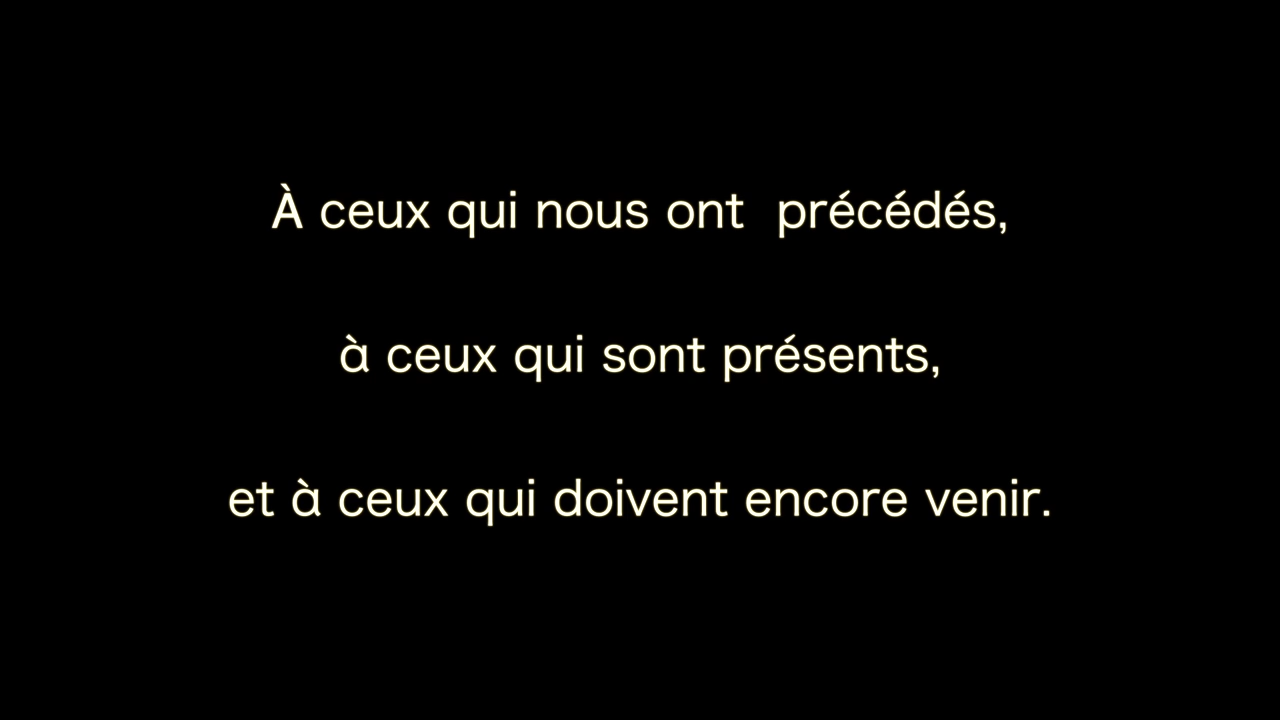 À ceux qui nous ont  précédés,
à ceux qui sont présents,
et à ceux qui doivent encore venir.